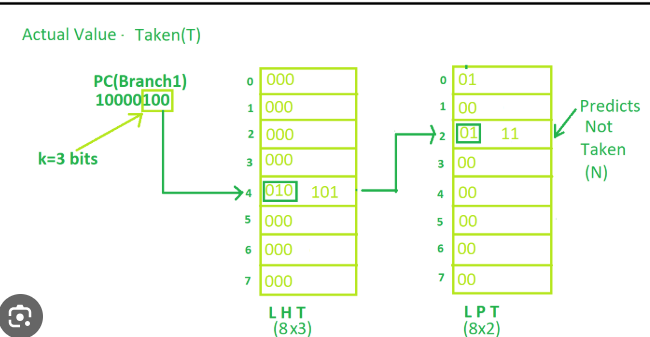 Actual Value - Taken(T)
PC(Branch1)
10000100
k=3 bits
0 000
1 000
2 000
3 000
4 010 101
5 000
6 000
7 000
LHT
(8x3)
0 01
1 00
2 01 11
3 00
4 00
5 00
6 00
7 00
LPT
(8x2)
Predicts
Not
Taken
(N)